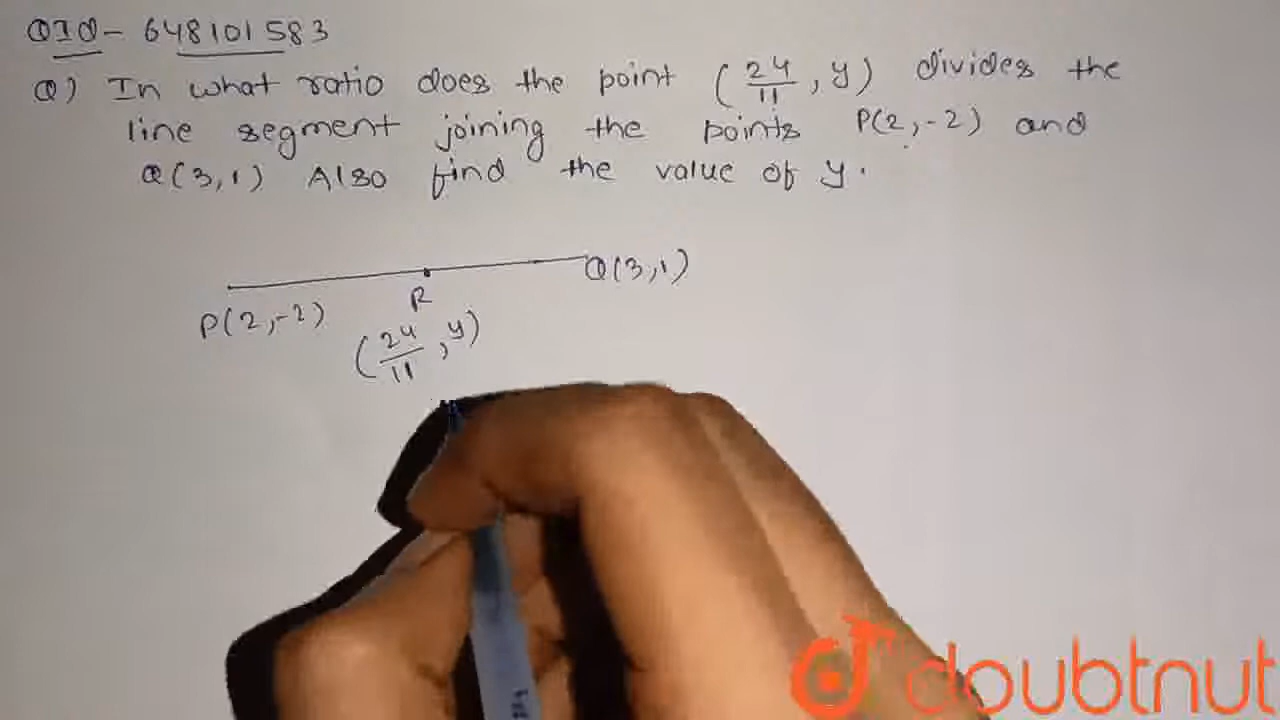 QID - 648101583
Q) In what ratio does the point (24/11, y) divides the
line segment joining the points P(2,-2) and
Q(3,1) Also find the value of y.
Q(3,1)
P(2,-2)
R
(24/11, y)
doubtnut